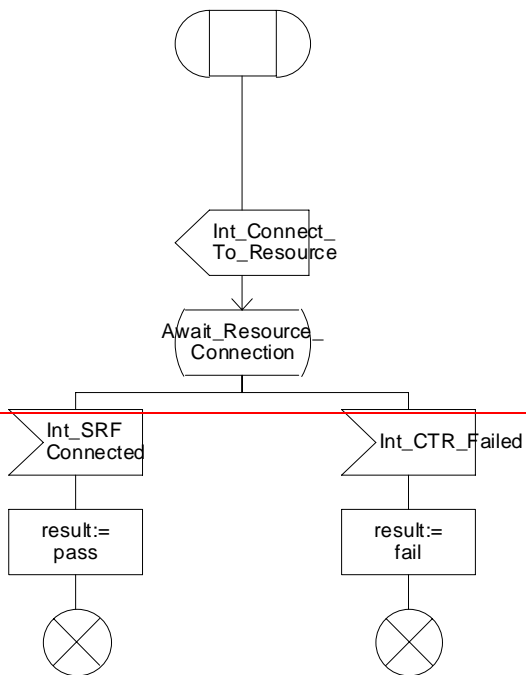 Int_Connect_
To_Resource
Await_Resource_
Connection
Int_SRF
Connected
Int_CTR_Failed
result:=
pass
result:=
fail